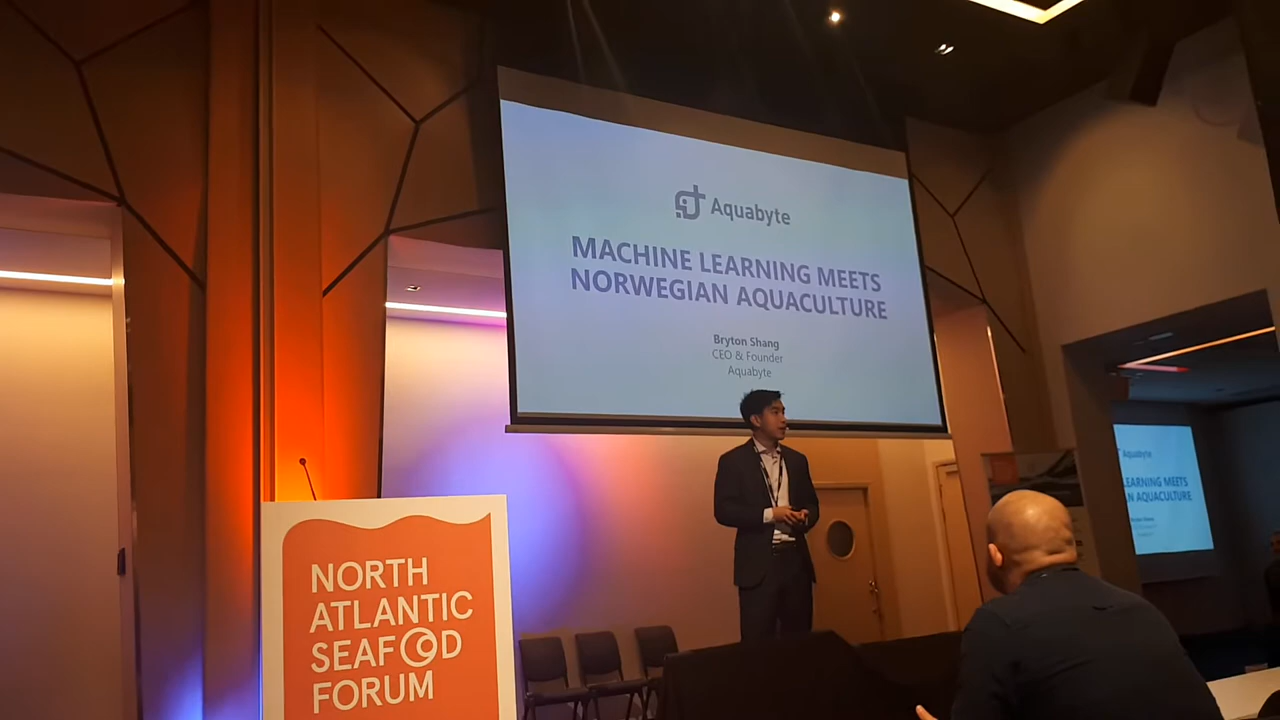 Aquabyte
MACHINE LEARNING MEETS
NORWEGIAN AQUACULTURE
Bryton Shang
CEO & Founder
Aquabyte
NORTH
ATLANTIC
SEAFOOD
FORUM
Aquabyte
LEARNING MEETS
N AQUACULTURE